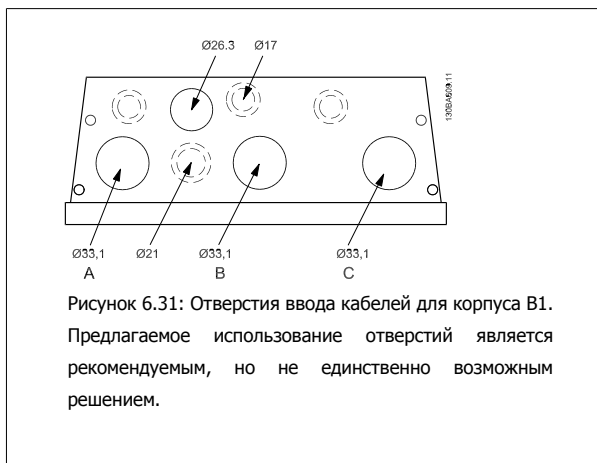 Ø26.3 Ø17
130BA509.11
Ø33,1 Ø21 Ø33,1 Ø33,1
A B C
Рисунок 6.31: Отверстия ввода кабелей для корпуса B1.
Предлагаемое использование отверстий является
рекомендуемым, но не единственно возможным
решением.